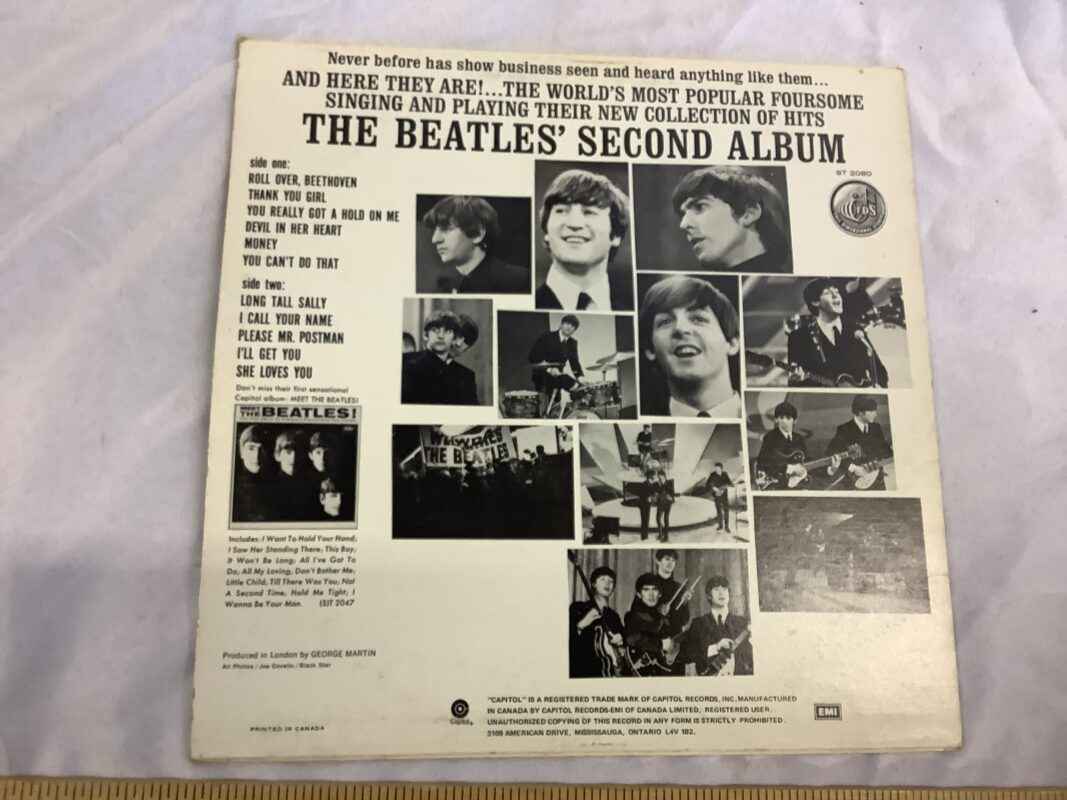 Never before has show business seen and heard anything like them...
AND HERE THEY ARE!...THE WORLD'S MOST POPULAR FOURSOME
SINGING AND PLAYING THEIR NEW COLLECTION OF HITS
THE BEATLES' SECOND ALBUM
ST 2080
side one:
ROLL OVER, BEETHOVEN
THANK YOU GIRL
YOU REALLY GOT A HOLD ON ME
DEVIL IN HER HEART
MONEY
YOU CAN'T DO THAT
side two:
LONG TALL SALLY
I CALL YOUR NAME
PLEASE MR. POSTMAN
I'LL GET YOU
SHE LOVES YOU
Don't miss their first sensational
Capitol album: MEET THE BEATLES!
MEET
THE BEATLES!
THE BEATLES
Includes: I Want To Hold Your Hand;
I Saw Her Standing There; This Boy;
It Won't Be Long; All I've Got To
Do; All My Loving; Don't Bother Me;
Little Child; Till There Was You; Not
A Second Time; Hold Me Tight; I
Wanna Be Your Man. (S)T 2047
Produced in London by GEORGE MARTIN
All Photos / Joe Covello / Black Star
PRINTED IN CANADA
Capitol
"CAPITOL" IS A REGISTERED TRADE MARK OF CAPITOL RECORDS, INC. MANUFACTURED
IN CANADA BY CAPITOL RECORDS-EMI OF CANADA LIMITED, REGISTERED USER.
UNAUTHORIZED COPYING OF THIS RECORD IN ANY FORM IS STRICTLY PROHIBITED.
3109 AMERICAN DRIVE, MISSISSAUGA, ONTARIO L4V 1B2.
EMI